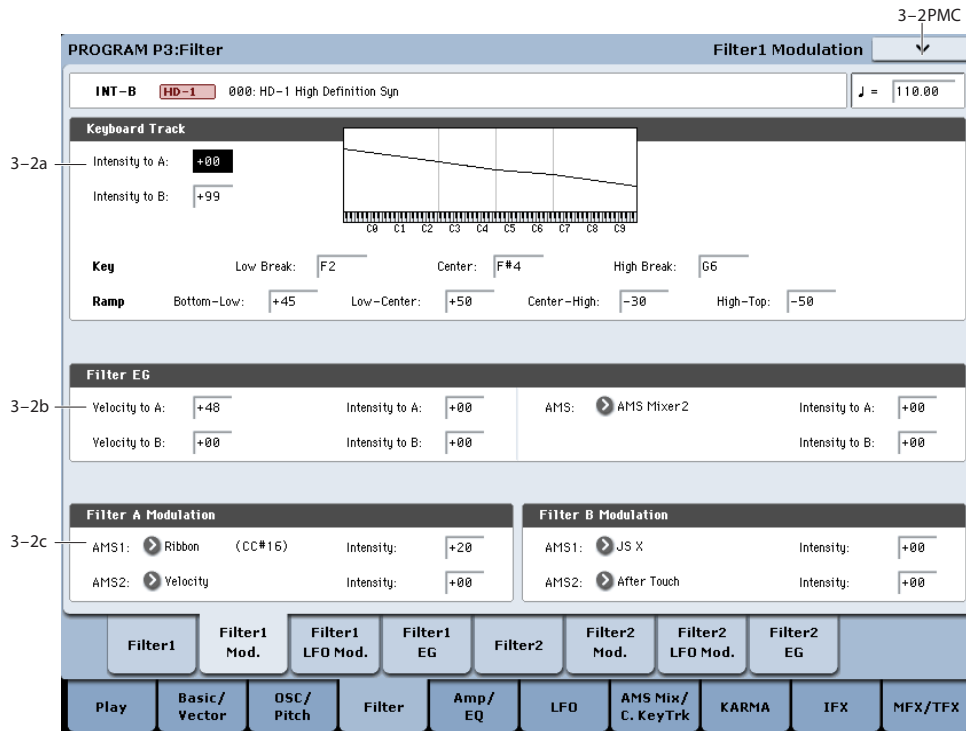 3-2PMC
PROGRAM P3:Filter Filter1 Modulation
INT-B HD-1 000: HD-1 High Definition Syn ♩ = 110.00
Keyboard Track
3-2a Intensity to A: +00
Intensity to B: +99
C0 C1 C2 C3 C4 C5 C6 C7 C8 C9
Key Low Break: F2 Center: F#4 High Break: G6
Ramp Bottom-Low: +45 Low-Center: +50 Center-High: -30 High-Top: -50
Filter EG
3-2b Velocity to A: +48 Intensity to A: +00 AMS: AMS Mixer2 Intensity to A: +00
Velocity to B: +00 Intensity to B: +00 Intensity to B: +00
Filter A Modulation Filter B Modulation
3-2c AMS1: Ribbon (CC#16) Intensity: +20 AMS1: JS X Intensity: +00
AMS2: Velocity Intensity: +00 AMS2: After Touch Intensity: +00
Filter1 Filter1 Mod. Filter1 LFO Mod. Filter1 EG Filter2 Filter2 Mod. Filter2 LFO Mod. Filter2 EG
Play Basic/ Vector OSC/ Pitch Filter Amp/ EQ LFO AMS Mix/ C. KeyTrk KARMA IFX MFX/TFX